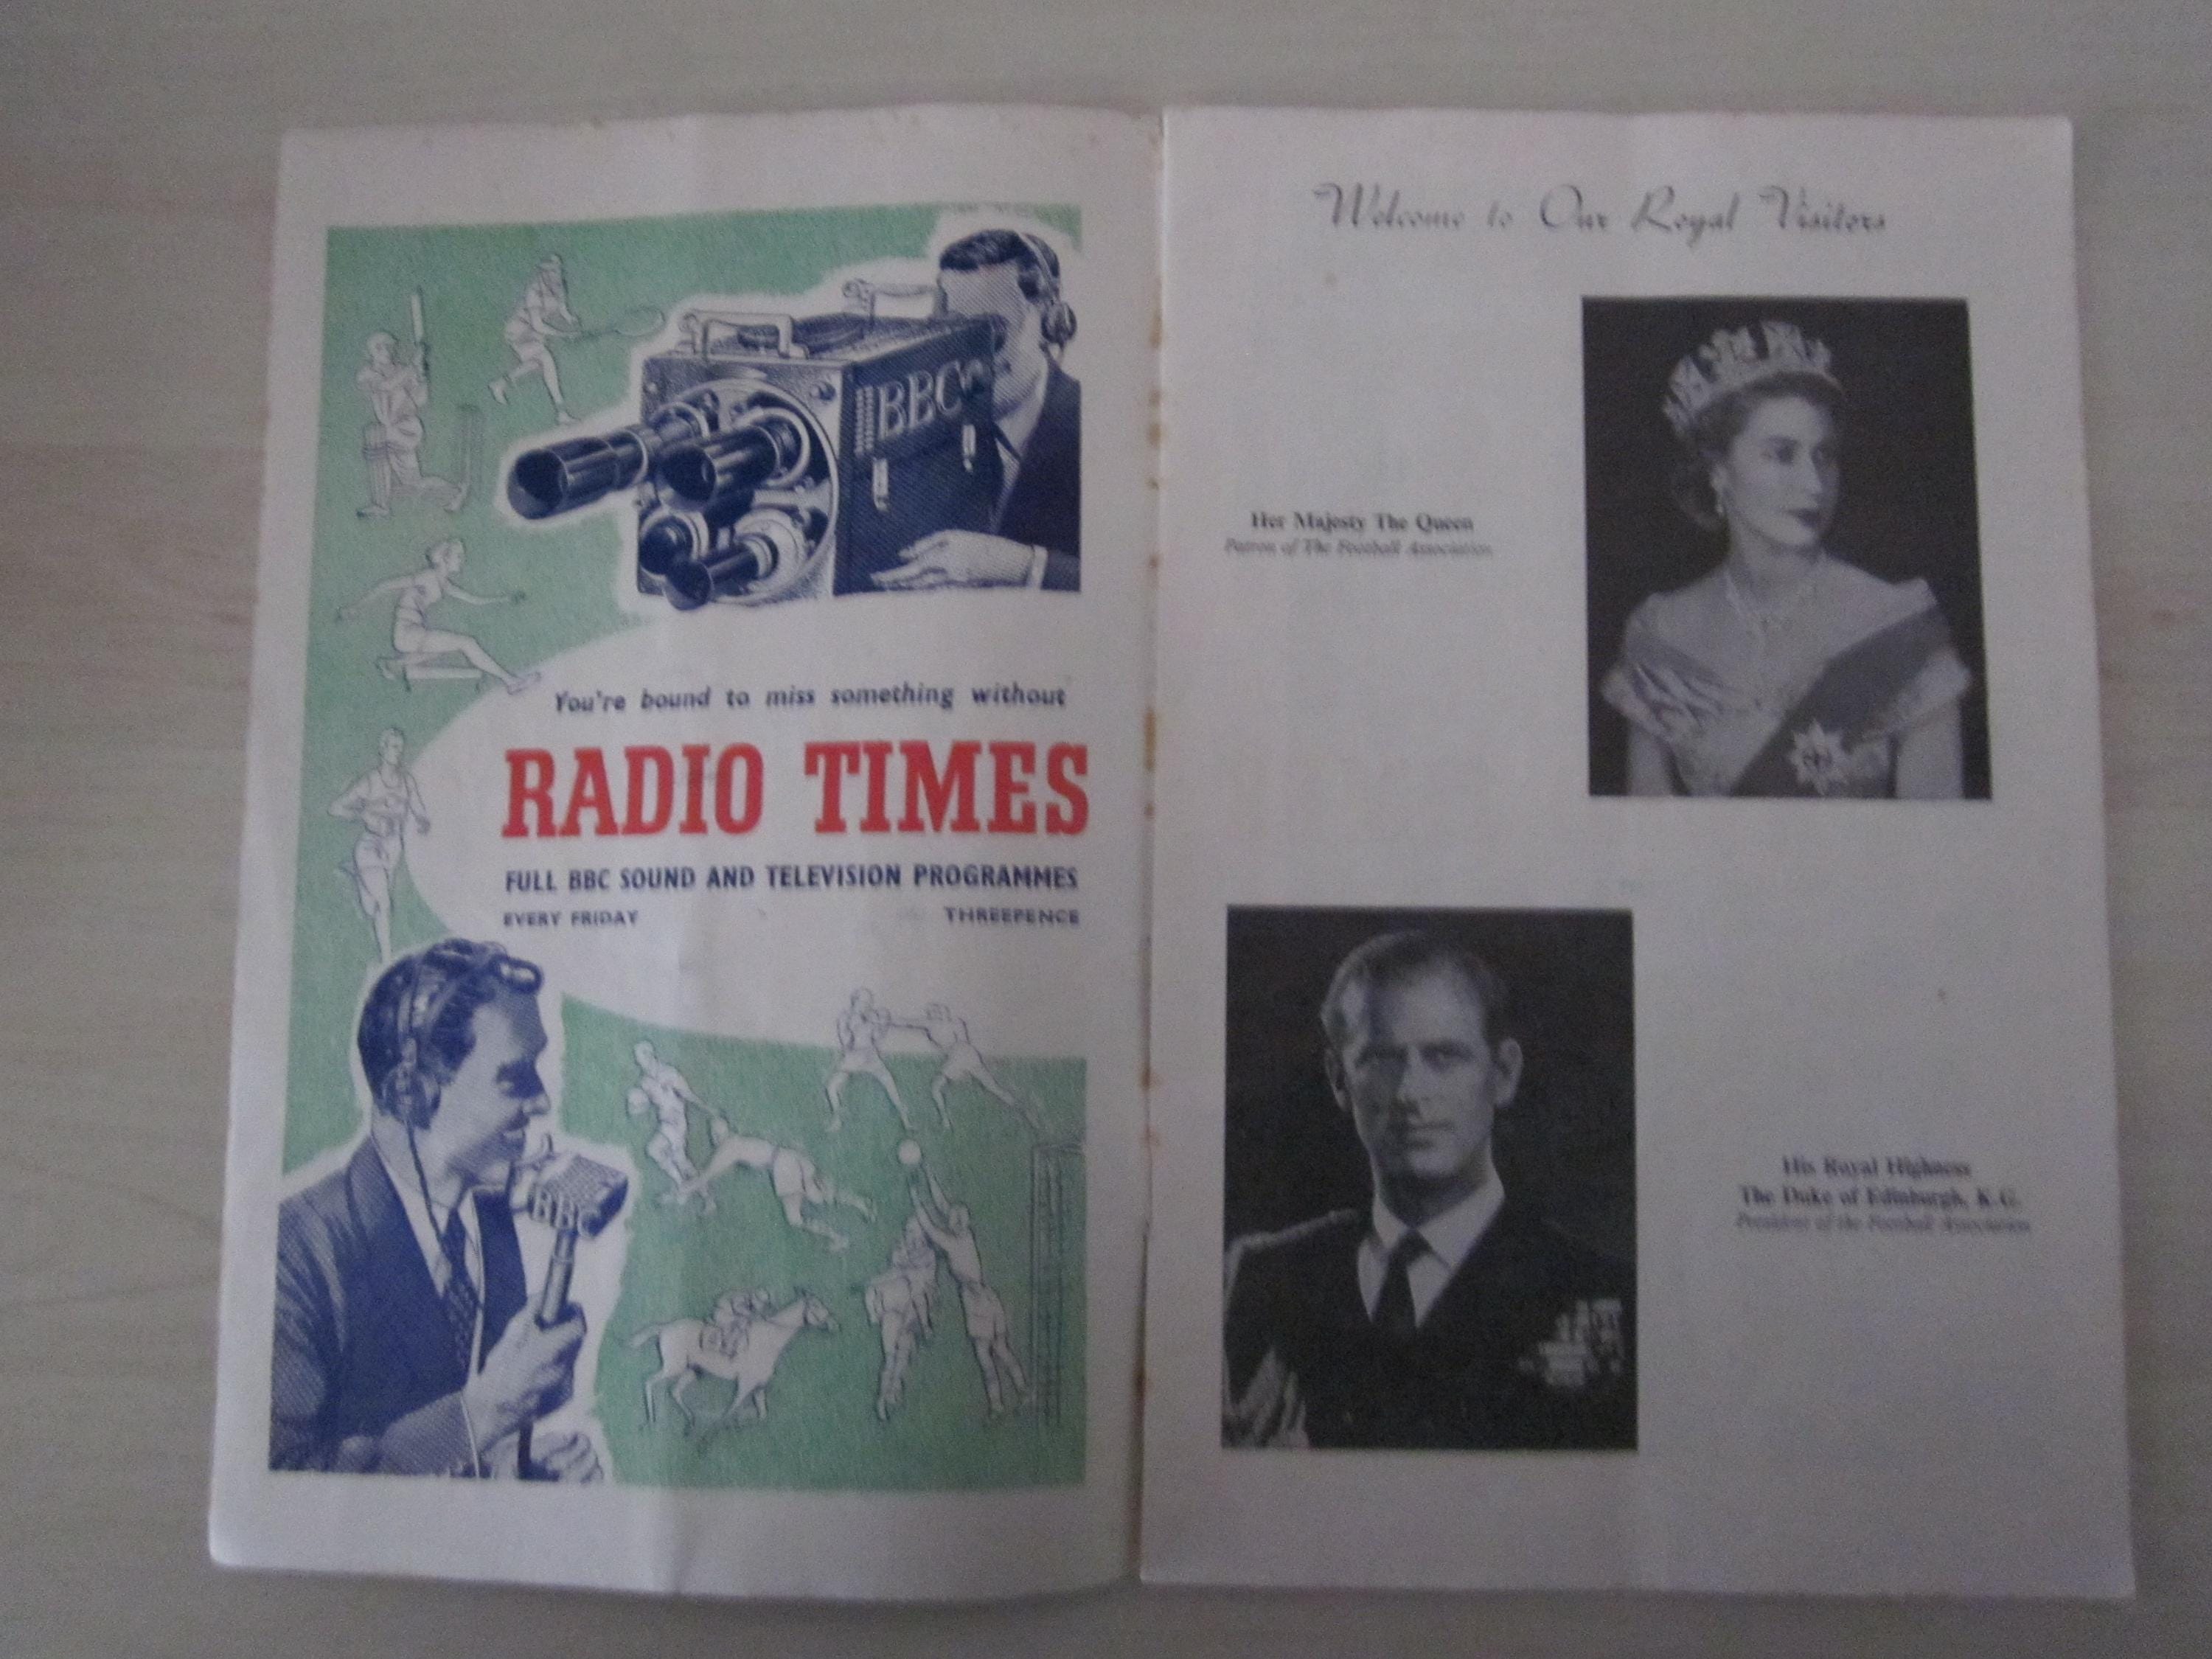 BBC
You're bound to miss something without
RADIO TIMES
FULL BBC SOUND AND TELEVISION PROGRAMMES
EVERY FRIDAY THREEPENCE
BBC
Welcome to Our Royal Visitors
Her Majesty The Queen
Patron of The Football Association
His Royal Highness
The Duke of Edinburgh, K.G.
President of the Football Association